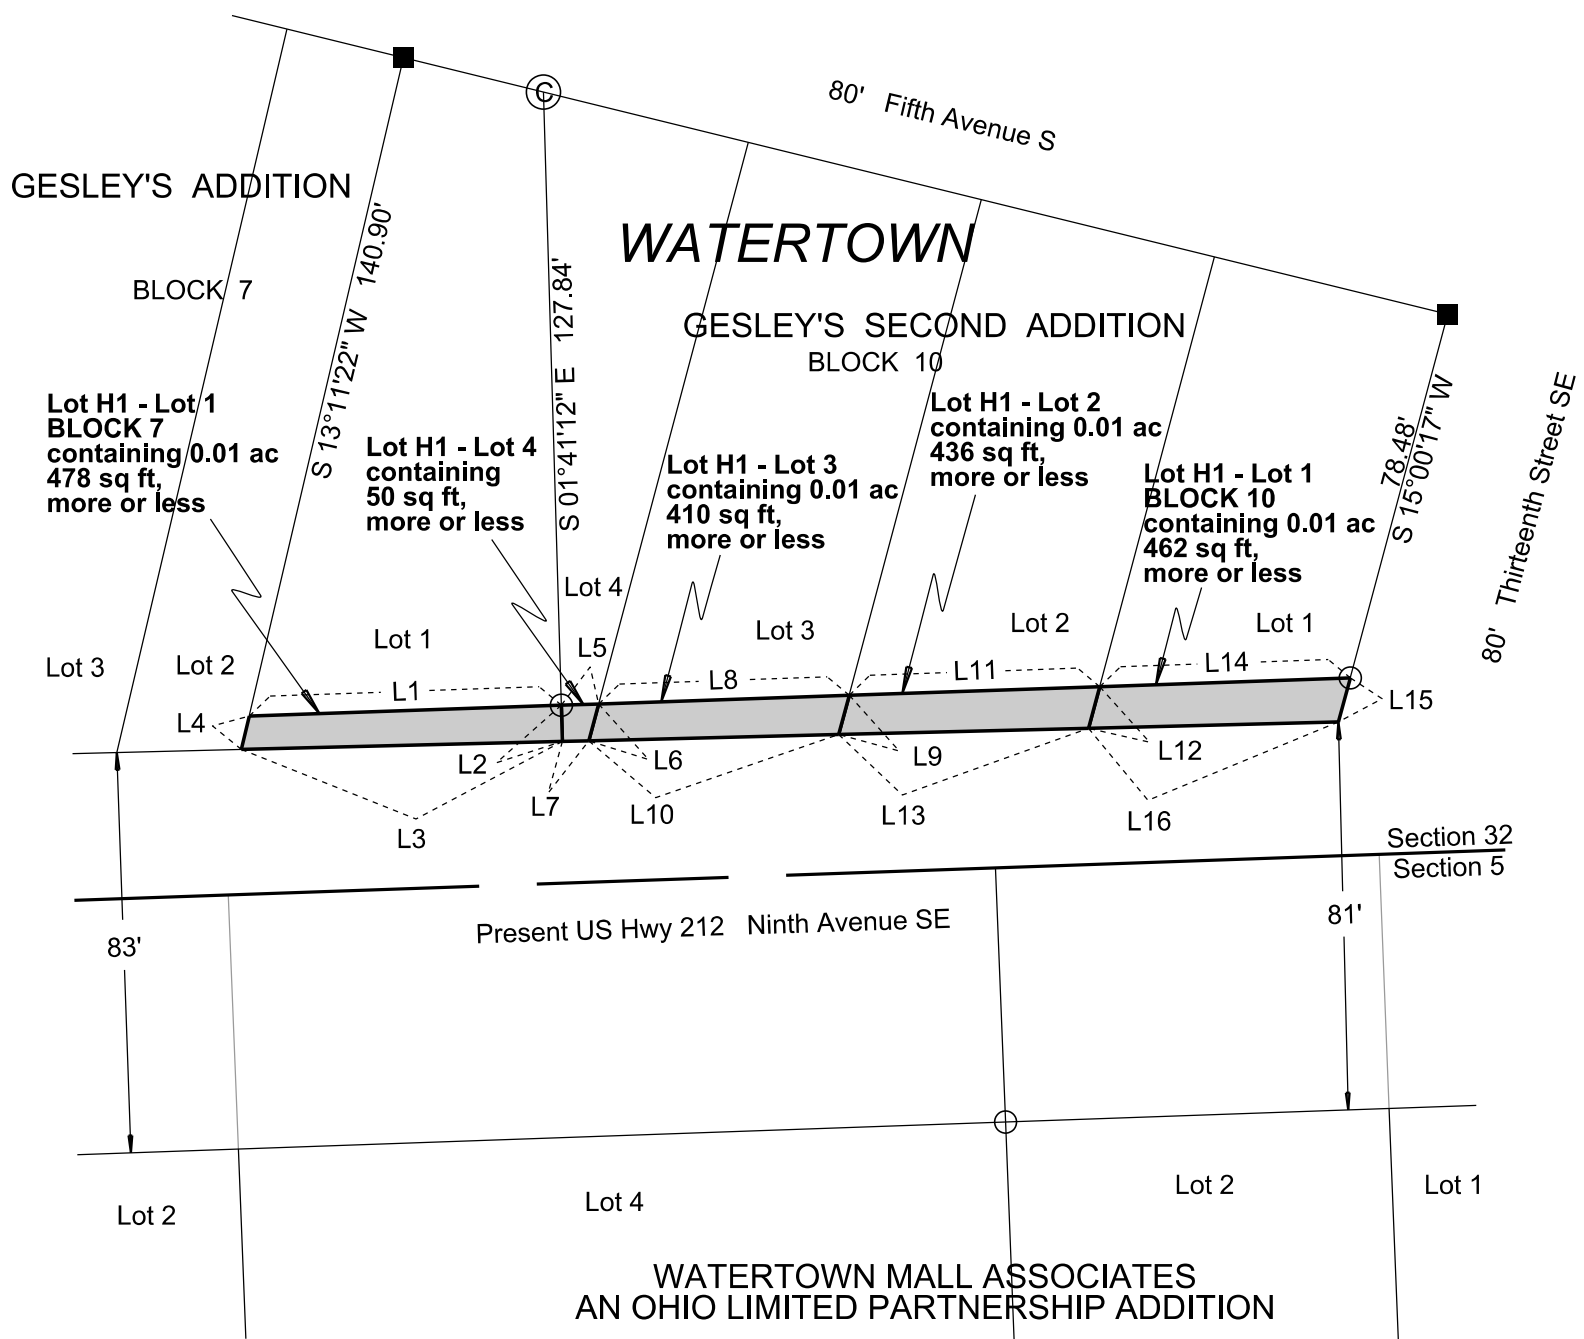 C
80' Fifth Avenue S
GESLEY'S ADDITION
WATERTOWN
BLOCK 7
S 13°11'22" W 140.90'
S 01°41'12" E 127.84'
GESLEY'S SECOND ADDITION
BLOCK 10
78.48'
S 15°00'17" W
80' Thirteenth Street SE
Lot H1 - Lot 1
BLOCK 7
containing 0.01 ac
478 sq ft,
more or less
Lot H1 - Lot 4
containing
50 sq ft,
more or less
Lot H1 - Lot 3
containing 0.01 ac
410 sq ft,
more or less
Lot H1 - Lot 2
containing 0.01 ac
436 sq ft,
more or less
Lot H1 - Lot 1
BLOCK 10
containing 0.01 ac
462 sq ft,
more or less
Lot 3
Lot 2
Lot 1
Lot 4
Lot 3
Lot 2
Lot 1
L1
L5
L8
L11
L14
L4
L15
L2
L6
L9
L12
L7
L3
L10
L13
L16
Section 32
Section 5
Present US Hwy 212 Ninth Avenue SE
83'
81'
Lot 2
Lot 4
Lot 2
Lot 1
WATERTOWN MALL ASSOCIATES
AN OHIO LIMITED PARTNERSHIP ADDITION